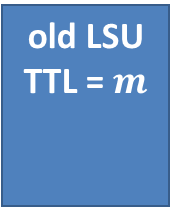 old LSU
TTL = m